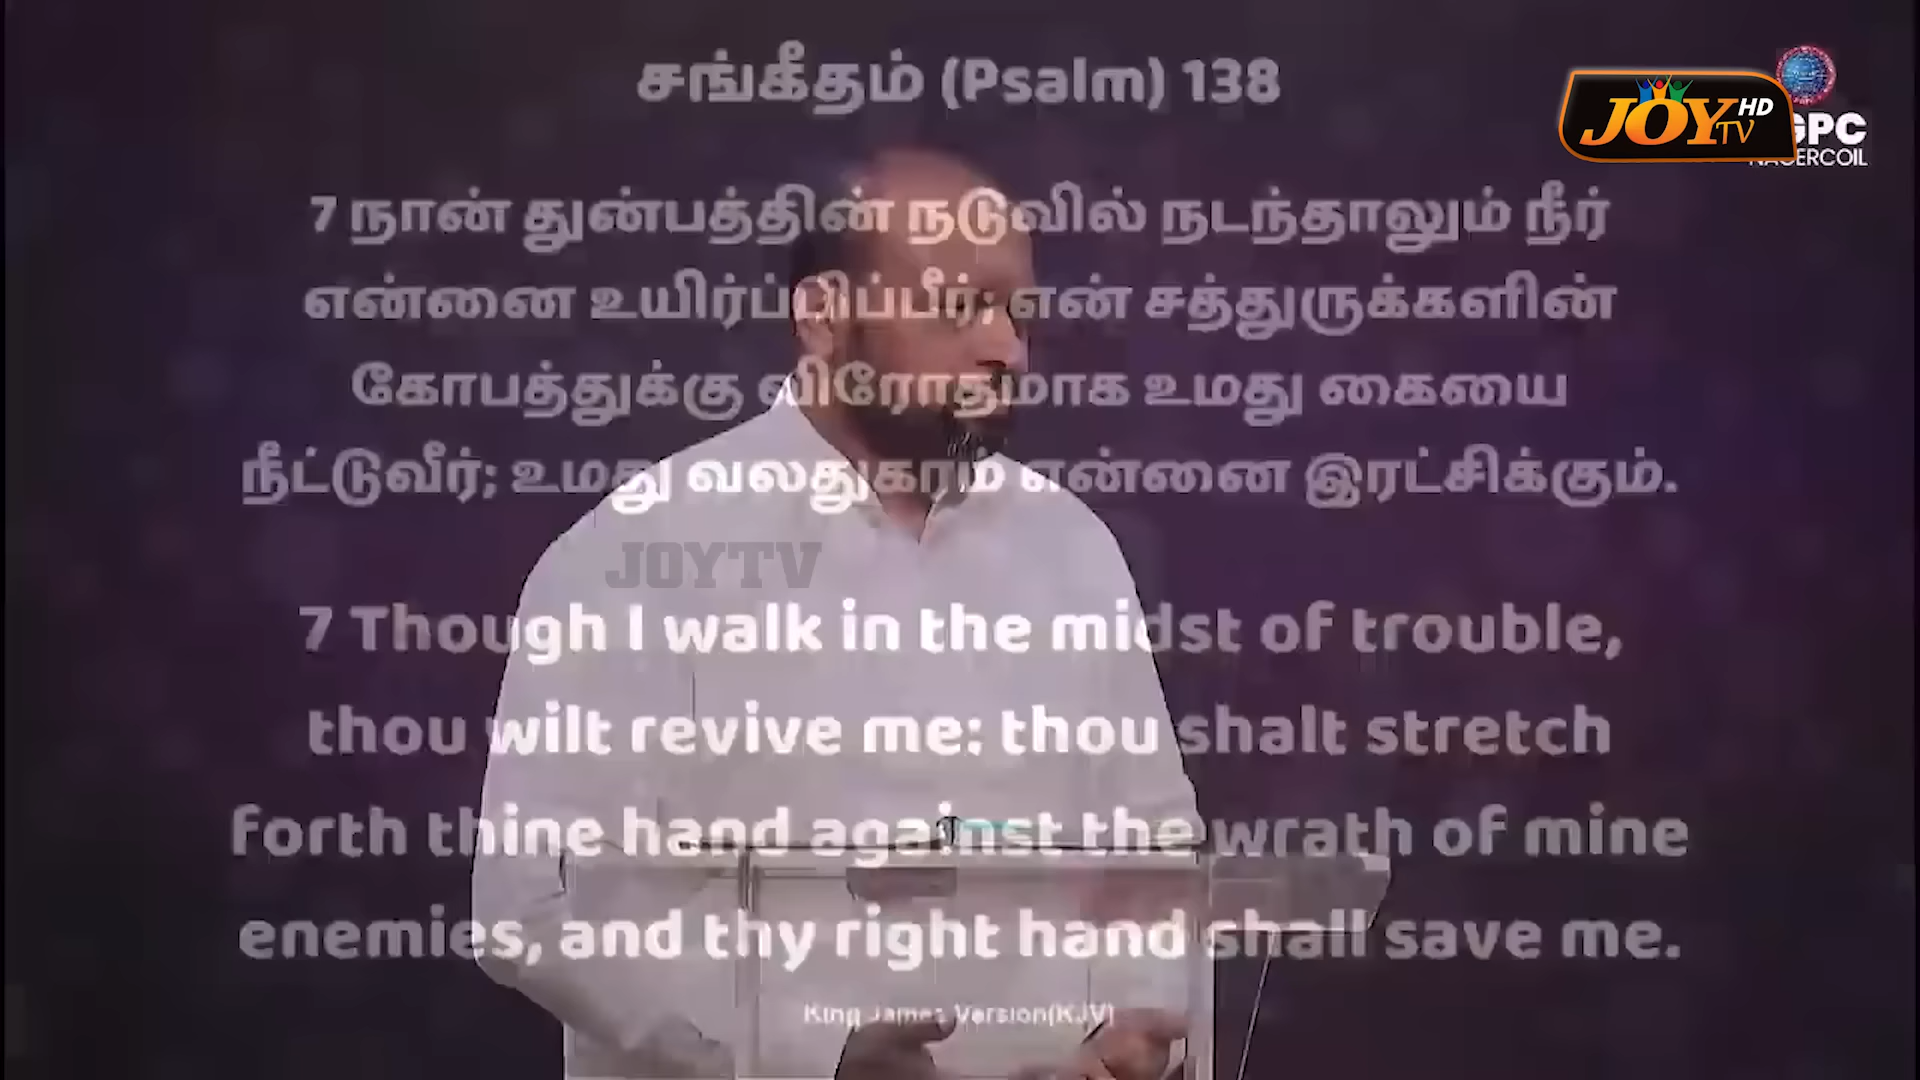 சங்கீதம் (Psalm) 138
JOY TV HD
GPC
NAGERCOIL
7 நான் துன்பத்தின் நடுவில் நடந்தாலும் நீர்
என்னை உயிர்ப்பிப்பீர்; என் சத்துருக்களின்
கோபத்துக்கு விரோதமாக உமது கையை
நீட்டுவீர்; உமது வலதுகரம் என்னை இரட்சிக்கும்.
JOYTV
7 Though I walk in the midst of trouble,
thou wilt revive me: thou shalt stretch
forth thine hand against the wrath of mine
enemies, and thy right hand shall save me.
King James Version(KJV)